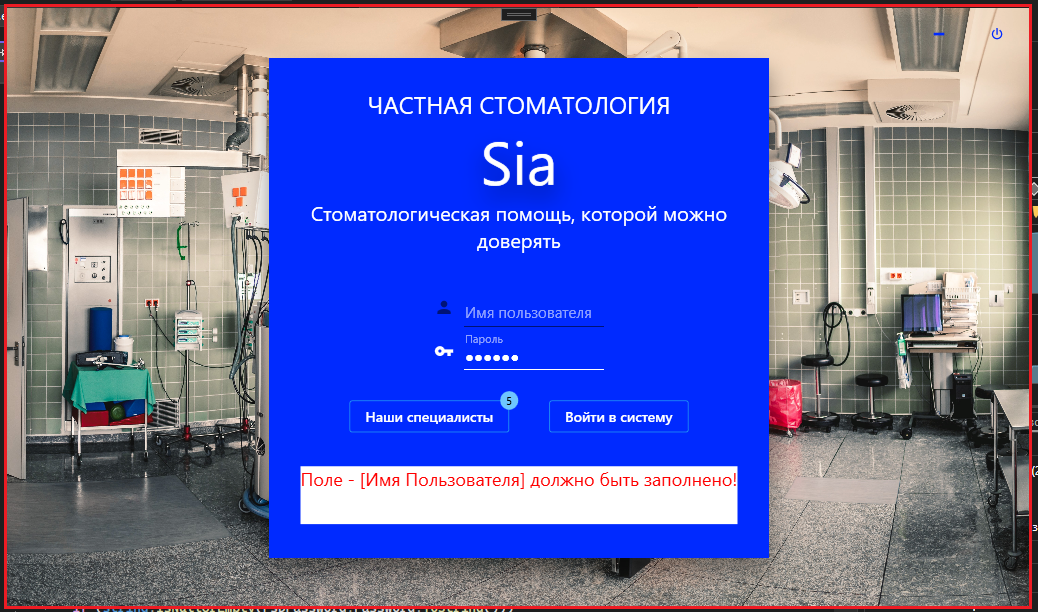 ЧАСТНАЯ СТОМАТОЛОГИЯ
Sia
Стоматологическая помощь, которой можно
доверять
Имя пользователя
Пароль
5
Наши специалисты
Войти в систему
Поле - [Имя Пользователя] должно быть заполнено!